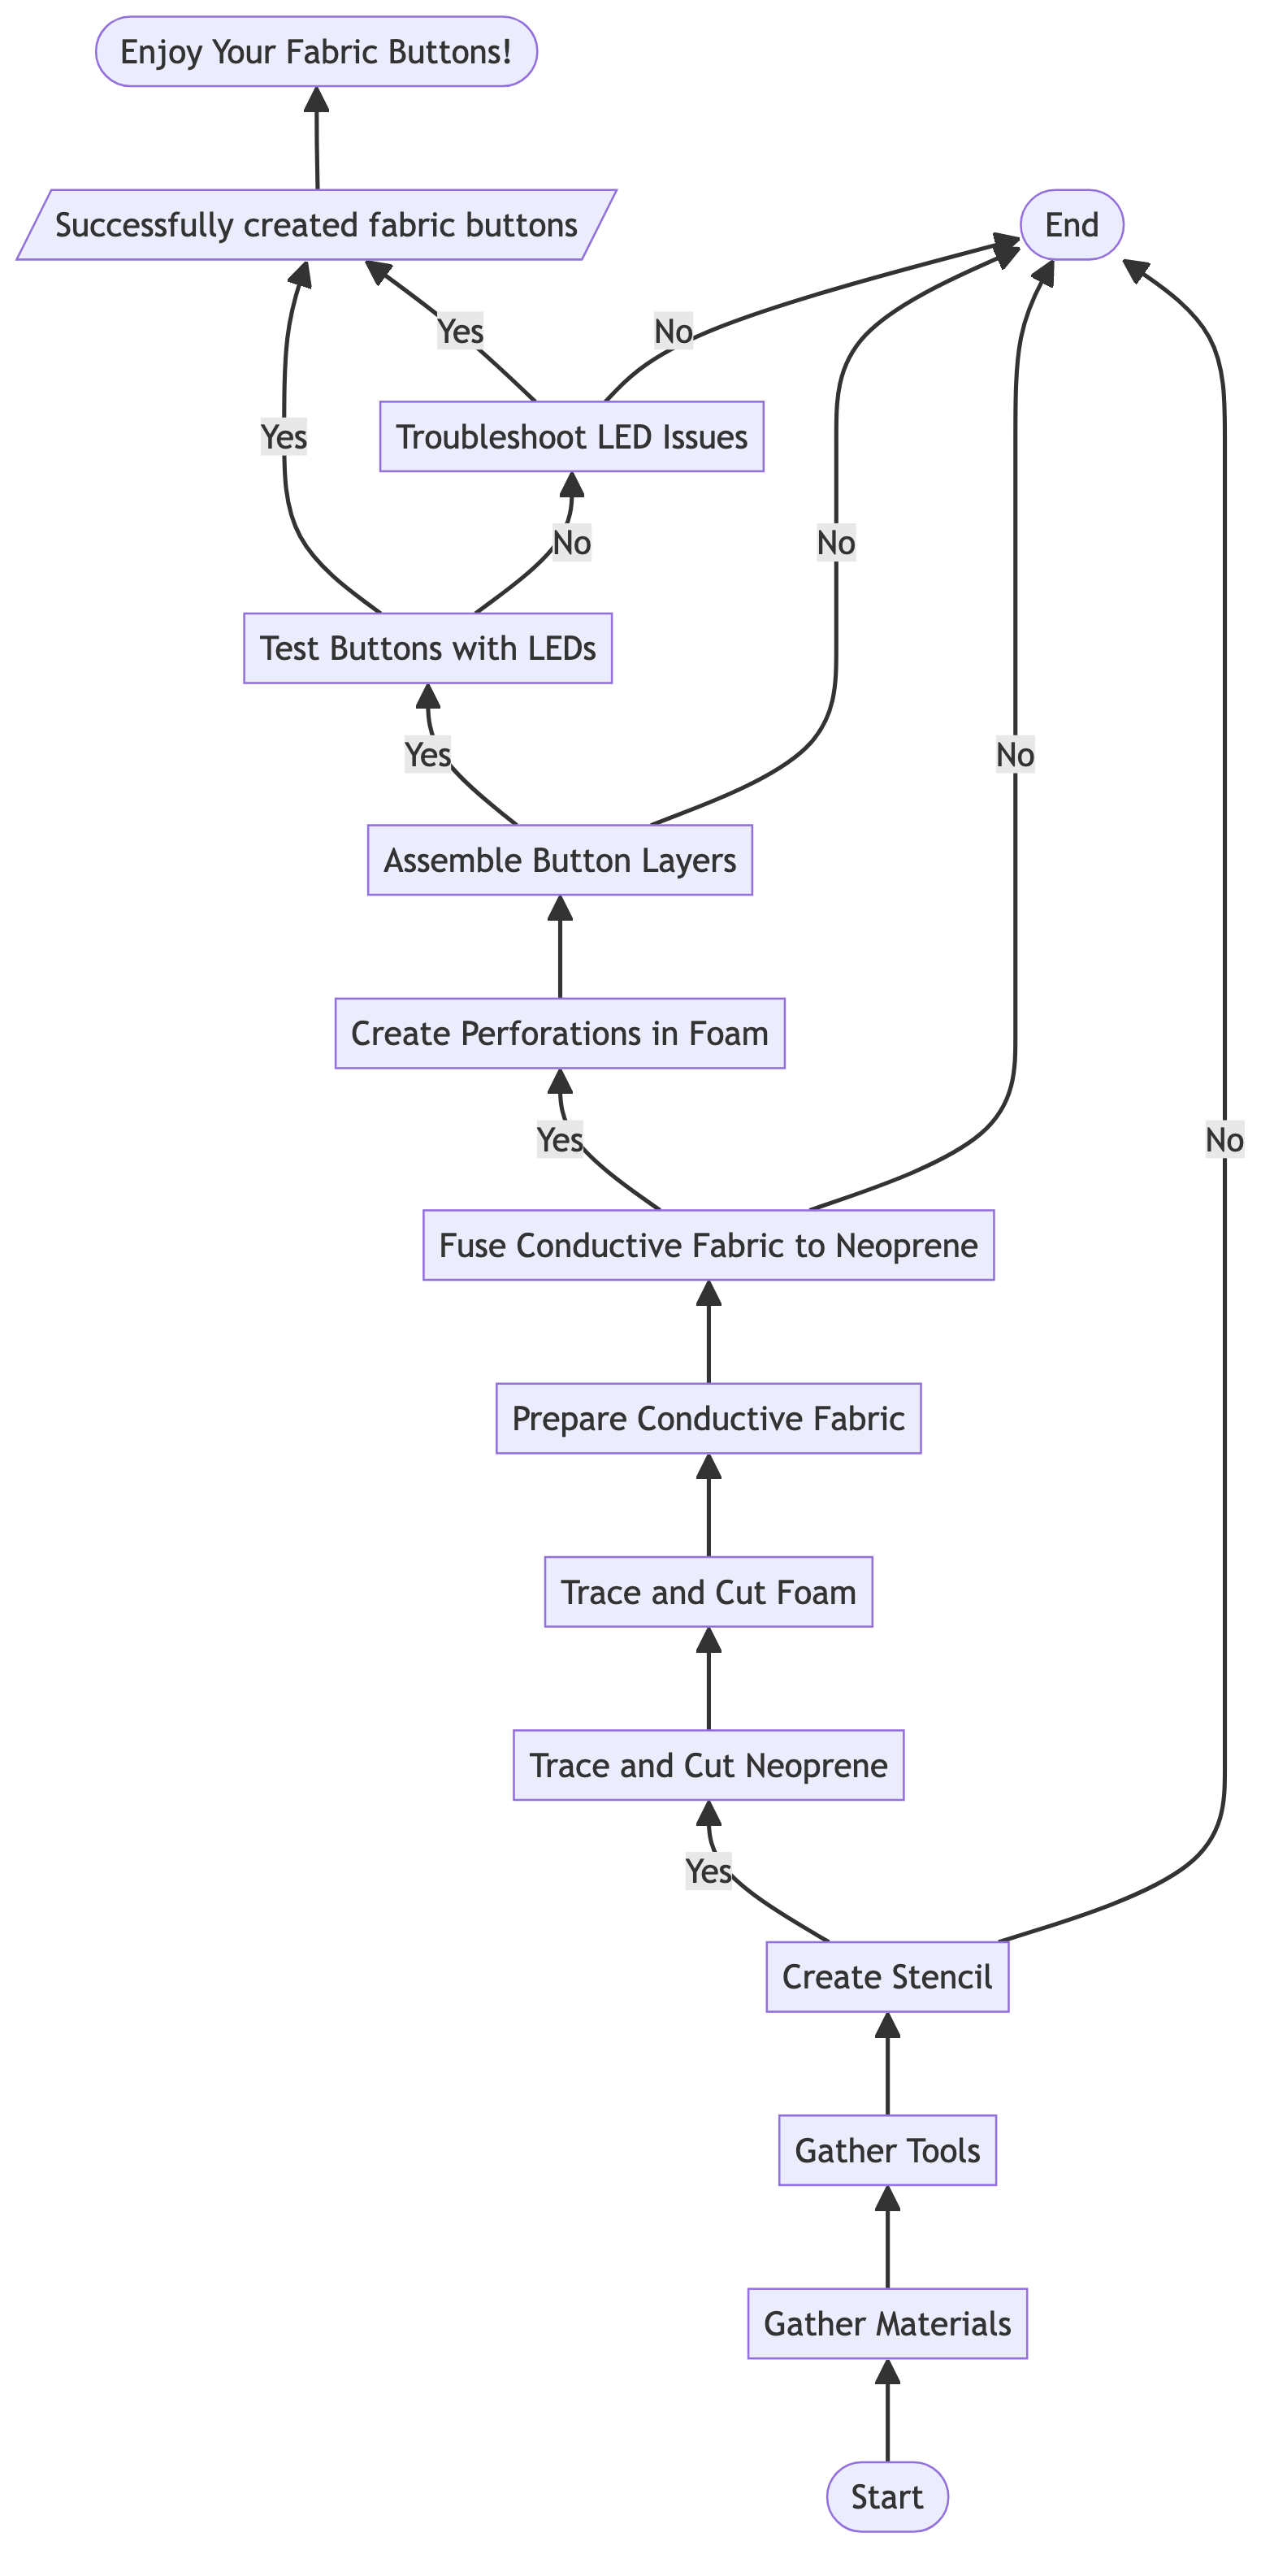 Enjoy Your Fabric Buttons!
Successfully created fabric buttons
End
Yes
No
Yes
Troubleshoot LED Issues
No
No
Test Buttons with LEDs
Yes
No
Assemble Button Layers
Create Perforations in Foam
Yes
No
Fuse Conductive Fabric to Neoprene
Prepare Conductive Fabric
Trace and Cut Foam
Trace and Cut Neoprene
Yes
Create Stencil
Gather Tools
Gather Materials
Start